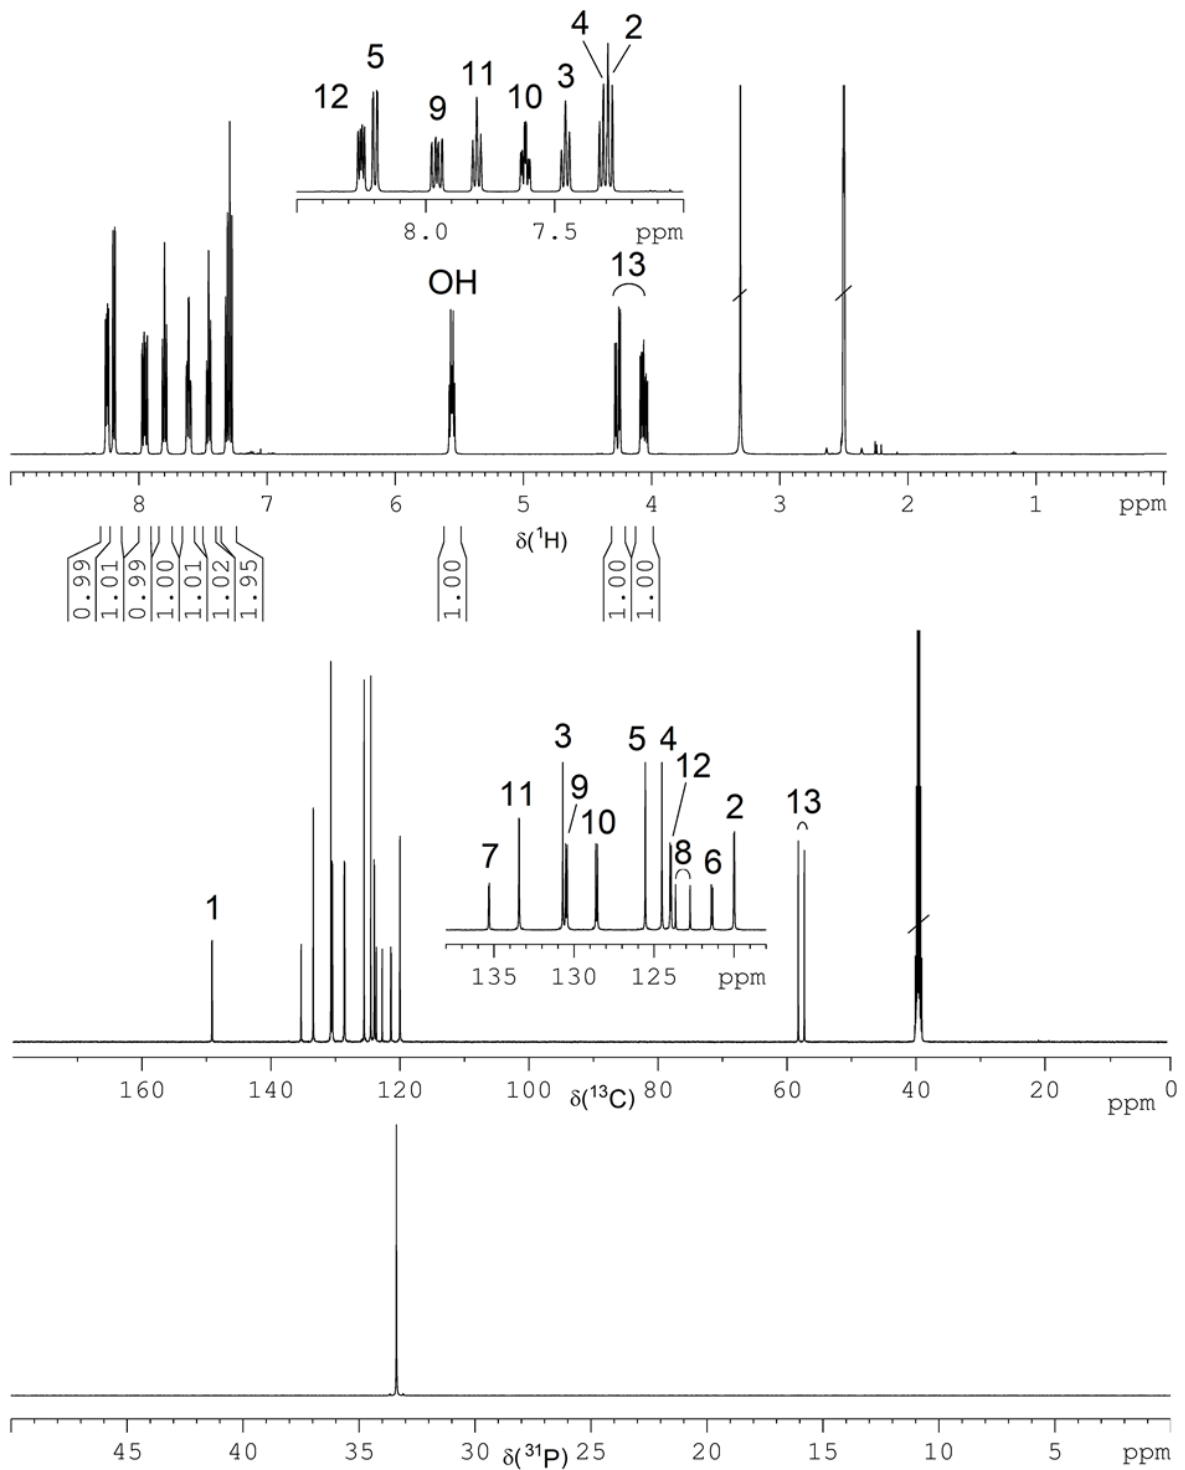 4 2
5
12 11 3
9 10
8.0 7.5 ppm
OH 13
8 7 6 5 4 3 2 1 ppm
δ(¹H)
0.99 1.01 0.99 1.00 1.01 1.02 1.95 1.00 1.00 1.00
3 5 4
12
11 9 13
10 2
7 8 6
1
135 130 125 ppm
160 140 120 100 80 60 40 20 0
δ(¹³C) ppm
45 40 35 30 25 20 15 10 5 ppm
δ(³¹P)